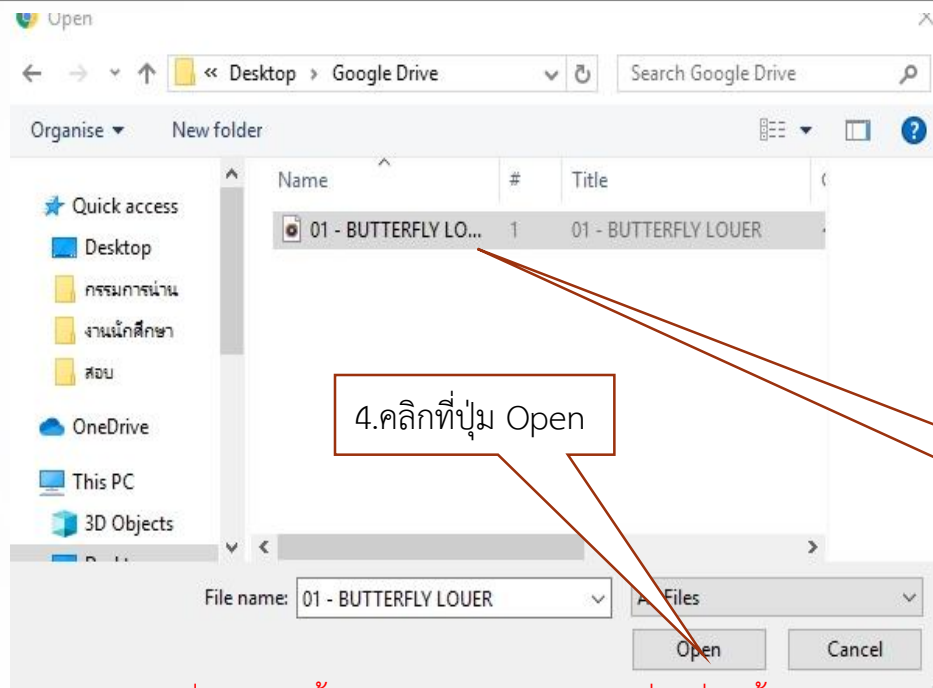 Open
« Desktop › Google Drive
Search Google Drive
Organise
New folder
Name
#
Title
Quick access
Desktop
กรรมการน่าน
งานนักศึกษา
สอบ
OneDrive
This PC
3D Objects
01 - BUTTERFLY LO... 1 01 - BUTTERFLY LOUER
4.คลิกที่ปุ่ม Open
File name: 01 - BUTTERFLY LOUER
Files
Open
Cancel